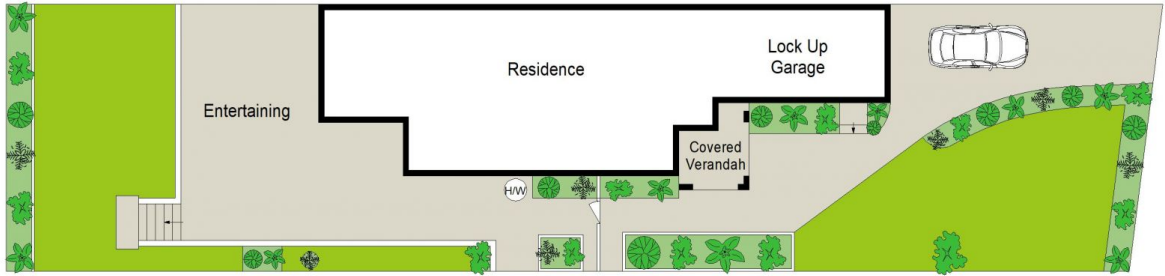 Lock Up
Garage
Residence
Entertaining
Covered
Verandah
H/W